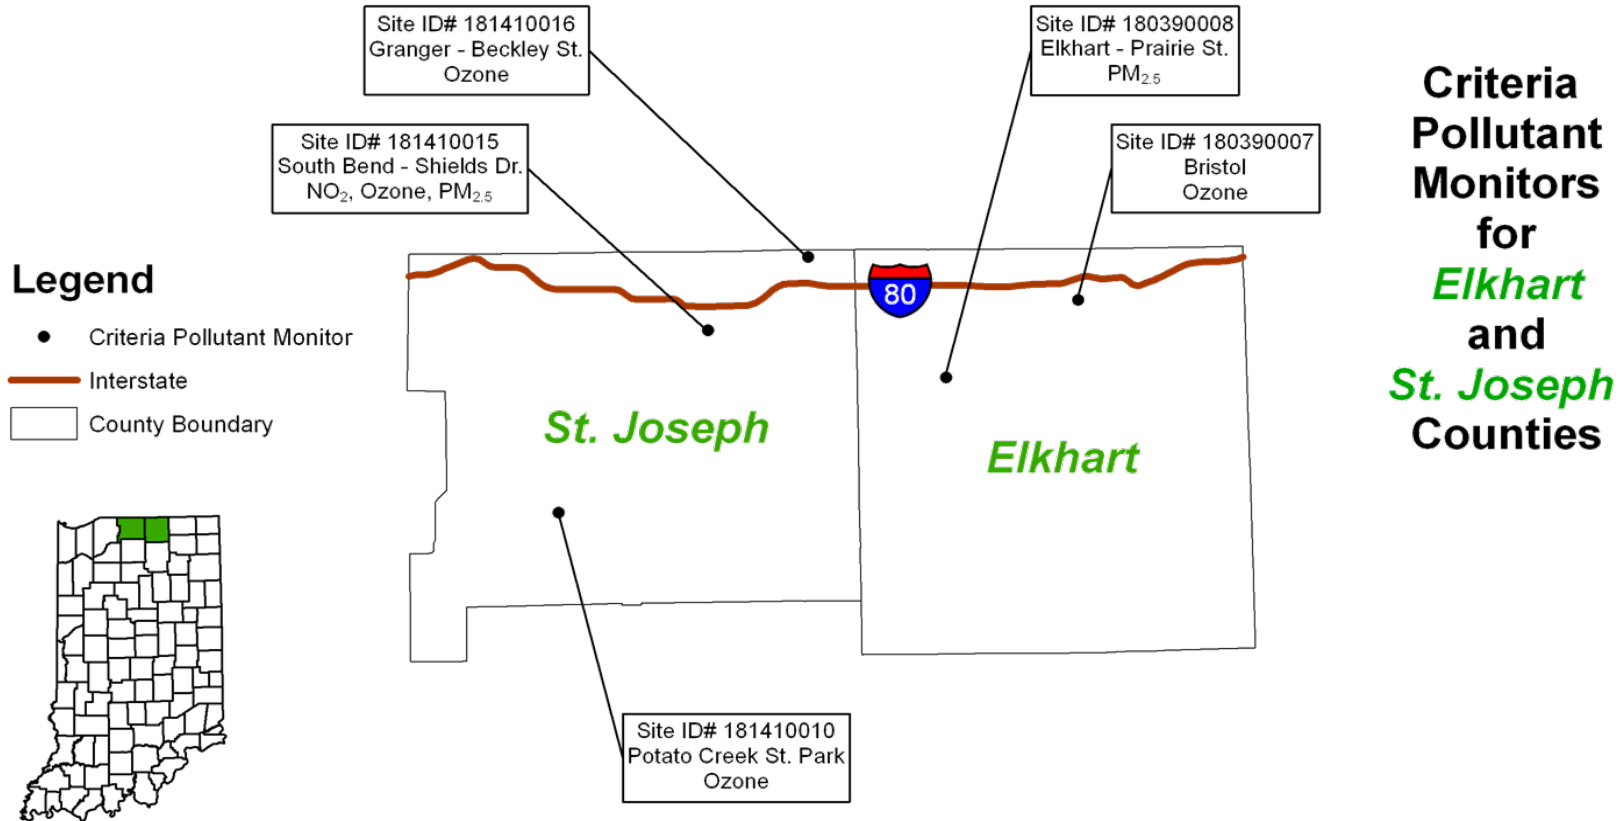 Site ID# 181410016
Granger - Beckley St.
Ozone
Site ID# 180390008
Elkhart - Prairie St.
PM2.5
Site ID# 181410015
South Bend - Shields Dr.
NO2, Ozone, PM2.5
Site ID# 180390007
Bristol
Ozone
Criteria
Pollutant
Monitors
for
Elkhart
and
St. Joseph
Counties
Legend
Criteria Pollutant Monitor
Interstate
County Boundary
80
St. Joseph
Elkhart
Site ID# 181410010
Potato Creek St. Park
Ozone